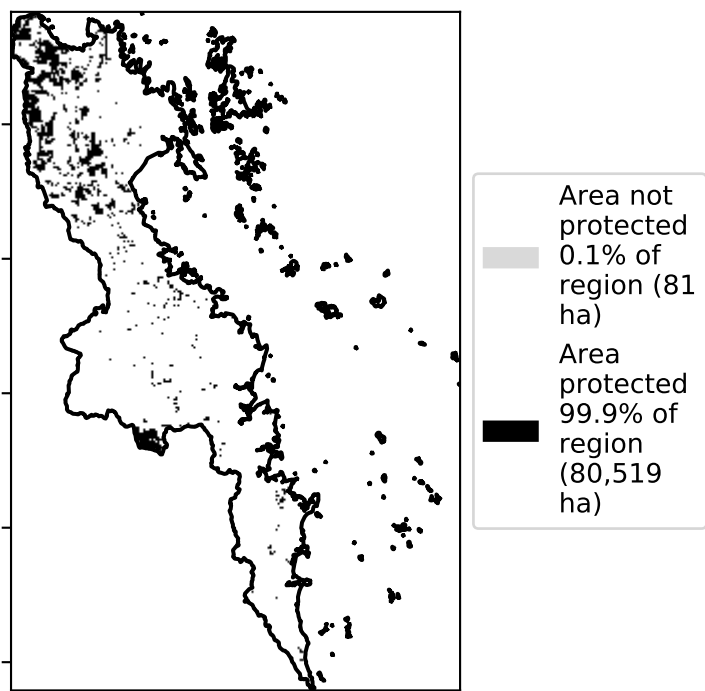 Area not
protected
0.1% of
region (81
ha)
Area
protected
99.9% of
region
(80,519
ha)